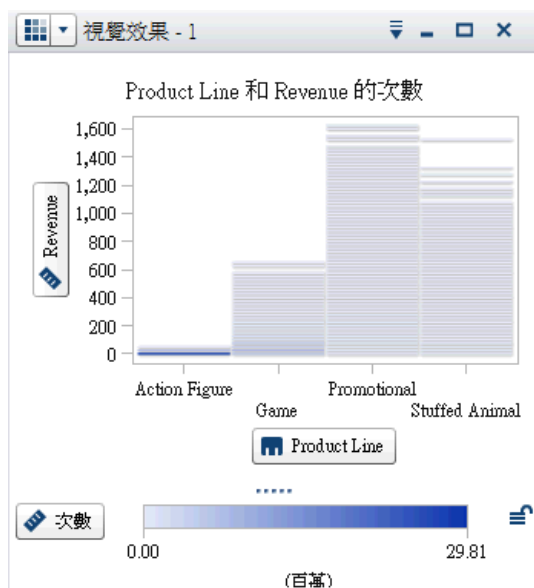 視覺效果 - 1
Product Line 和 Revenue 的次數
1,600
1,400
1,200
1,000
800
600
400
200
0
Revenue
Action Figure
Game
Promotional
Stuffed Animal
Product Line
次數
0.00
29.81
(百萬)